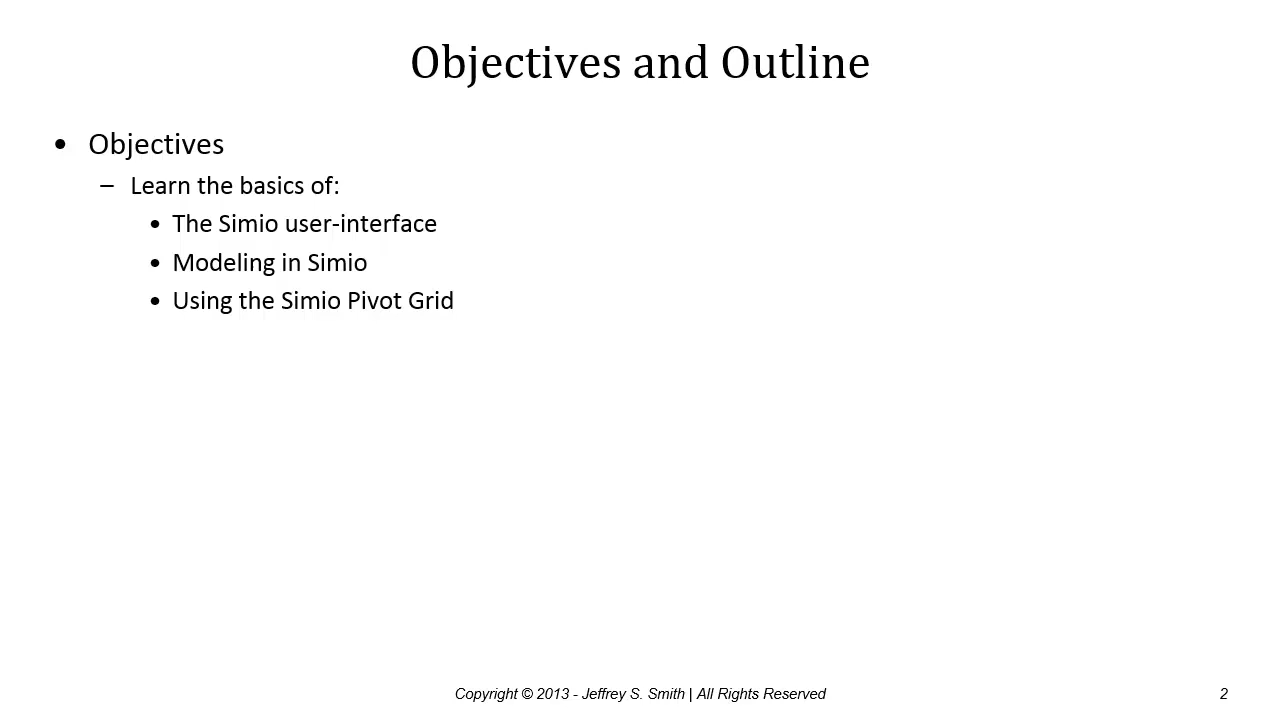 Objectives and Outline
• Objectives
– Learn the basics of:
• The Simio user-interface
• Modeling in Simio
• Using the Simio Pivot Grid
Copyright © 2013 - Jeffrey S. Smith | All Rights Reserved
2